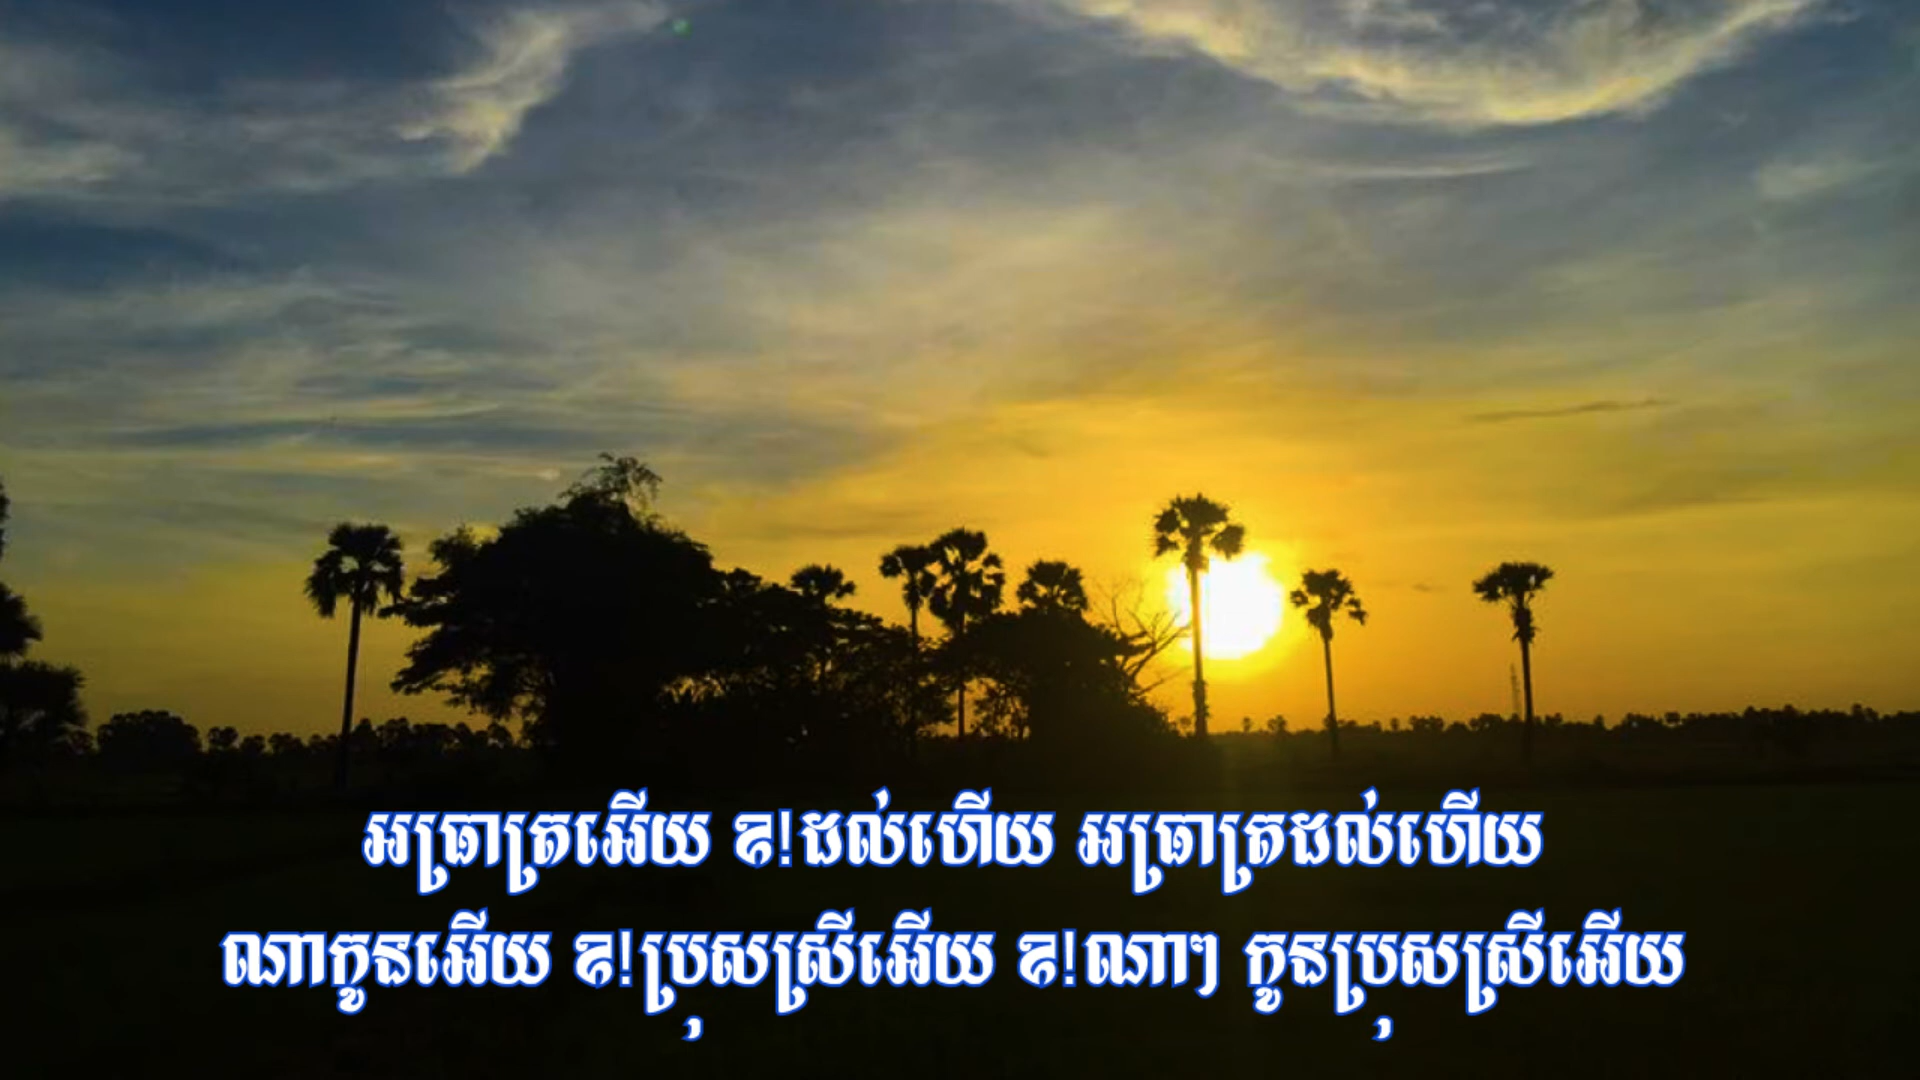 អធ្រាត្រអើយ ឱ!ដល់ហើយ អធ្រាត្រដល់ហើយ
ណាកូនអើយ ឱ!ប្រុសស្រីអើយ ឱ!ណាៗ កូនប្រុសស្រីអើយ